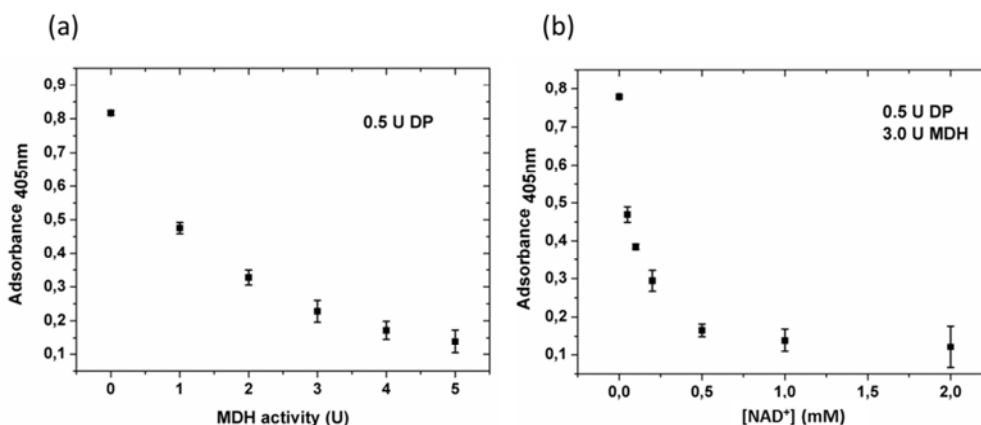 (a)
0.5 U DP
Adsorbance 405nm
0,9
0,8
0,7
0,6
0,5
0,4
0,3
0,2
0,1
0 1 2 3 4 5
MDH activity (U)
(b)
0.5 U DP
3.0 U MDH
Adsorbance 405nm
0,8
0,7
0,6
0,5
0,4
0,3
0,2
0,1
0,0 0,5 1,0 1,5 2,0
[NAD⁺] (mM)